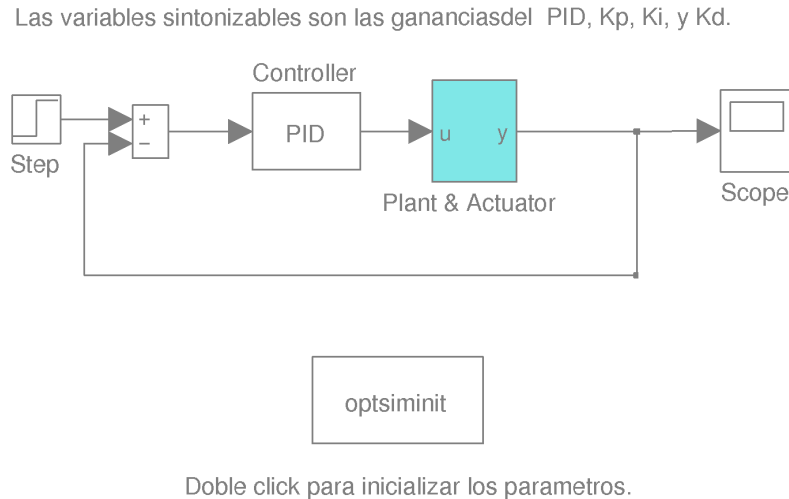 Las variables sintonizables son las gananciasdel PID, Kp, Ki, y Kd.
Controller
Step
+
−
PID
u
y
Plant & Actuator
Scope
optsiminit
Doble click para inicializar los parametros.